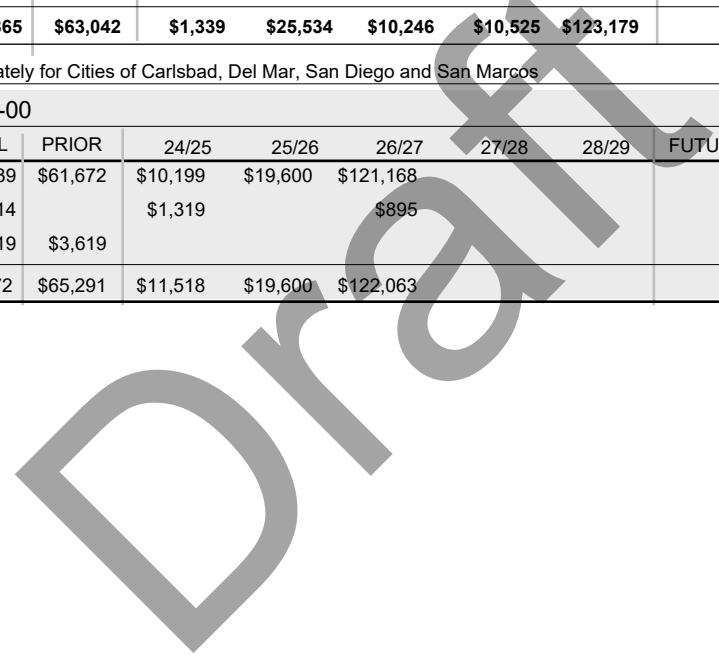 65 $63,042 $1,339 $25,534 $10,246 $10,525 $123,179
ately for Cities of Carlsbad, Del Mar, San Diego and San Marcos
-00
L PRIOR 24/25 25/26 26/27 27/28 28/29 FUTU
39 $61,672 $10,199 $19,600 $121,168
14 $1,319 $895
19 $3,619
72 $65,291 $11,518 $19,600 $122,063
Draft